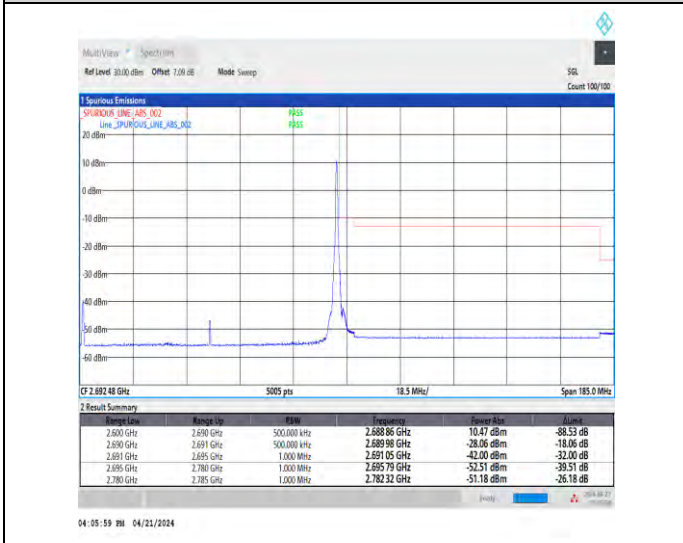 MultiView Spectrum
Ref Level 30.00 dBm Offset 7.09 dB Mode Sweep SGL
Count 100/100
1 Spurious Emissions
_SPURIOUS_LINE_ABS_002 PASS
Line _SPURIOUS_LINE_ABS_002 PASS
20 dBm
10 dBm
0 dBm
-10 dBm
-20 dBm
-30 dBm
-40 dBm
-50 dBm
-60 dBm
CF 2.692 48 GHz 5005 pts 18.5 MHz/ Span 185.0 MHz
2 Result Summary
Range Low Range Up RBW Frequency Power Abs ΔLimit
2.600 GHz 2.690 GHz 500.000 kHz 2.688 86 GHz 10.47 dBm -88.53 dB
2.690 GHz 2.691 GHz 500.000 kHz 2.689 98 GHz -28.06 dBm -18.06 dB
2.691 GHz 2.695 GHz 1.000 MHz 2.691 05 GHz -42.00 dBm -32.00 dB
2.695 GHz 2.780 GHz 1.000 MHz 2.695 79 GHz -52.51 dBm -39.51 dB
2.780 GHz 2.785 GHz 1.000 MHz 2.782 32 GHz -51.18 dBm -26.18 dB
Ready
04:05:59 PM 04/21/2024